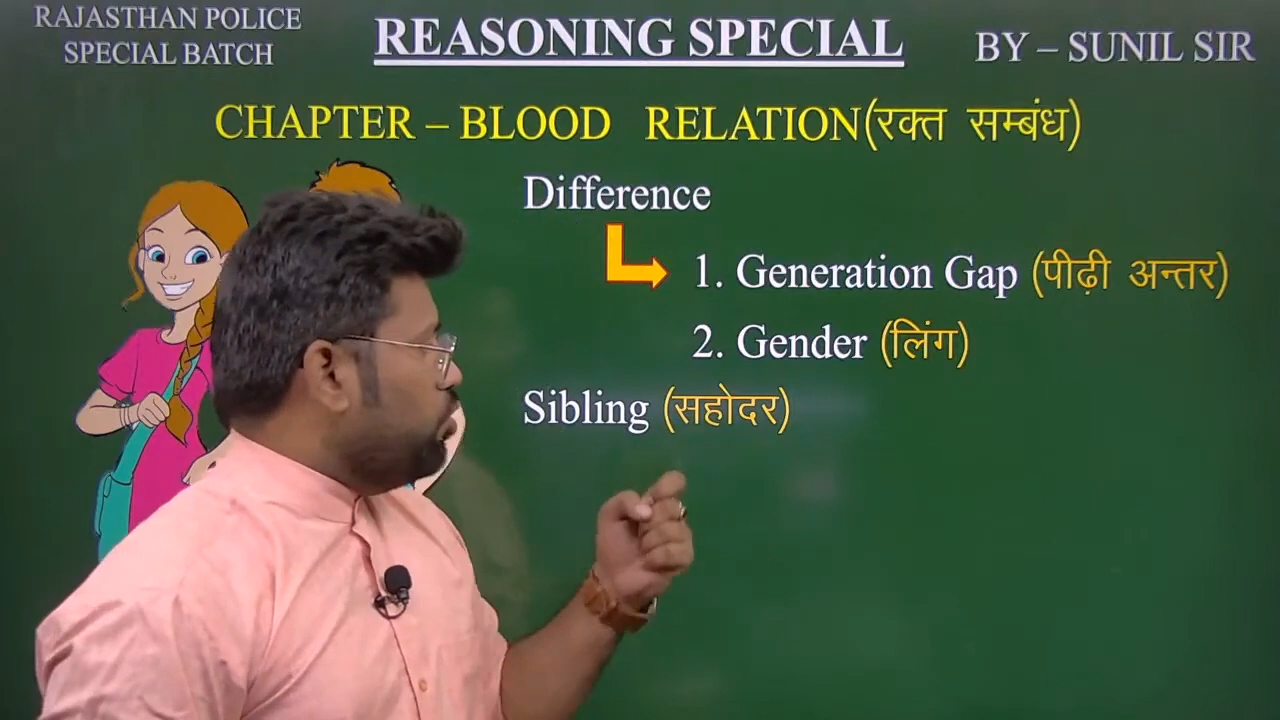 RAJASTHAN POLICE
SPECIAL BATCH
REASONING SPECIAL
BY – SUNIL SIR
CHAPTER – BLOOD RELATION(रक्त सम्बंध)
Difference
1. Generation Gap (पीढ़ी अन्तर)
2. Gender (लिंग)
Sibling (सहोदर)